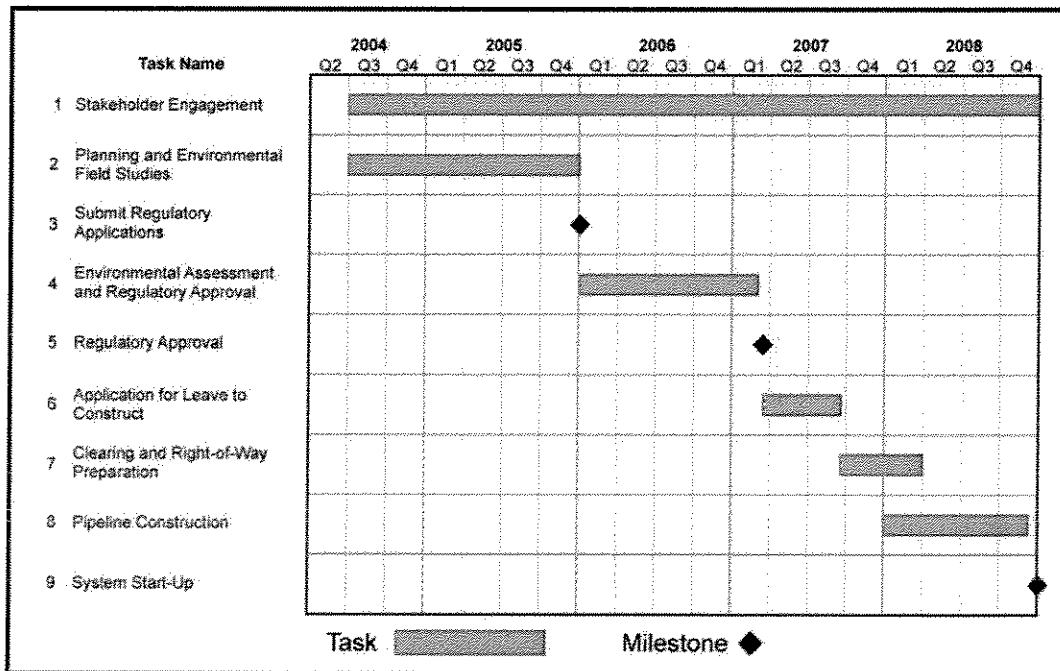 2004 2005 2006 2007 2008
Task Name Q2 Q3 Q4 Q1 Q2 Q3 Q4 Q1 Q2 Q3 Q4 Q1 Q2 Q3 Q4 Q1 Q2 Q3 Q4
1 Stakeholder Engagement
2 Planning and Environmental
Field Studies
3 Submit Regulatory
Applications
4 Environmental Assessment
and Regulatory Approval
5 Regulatory Approval
6 Application for Leave to
Construct
7 Clearing and Right-of-Way
Preparation
8 Pipeline Construction
9 System Start-Up
Task Milestone